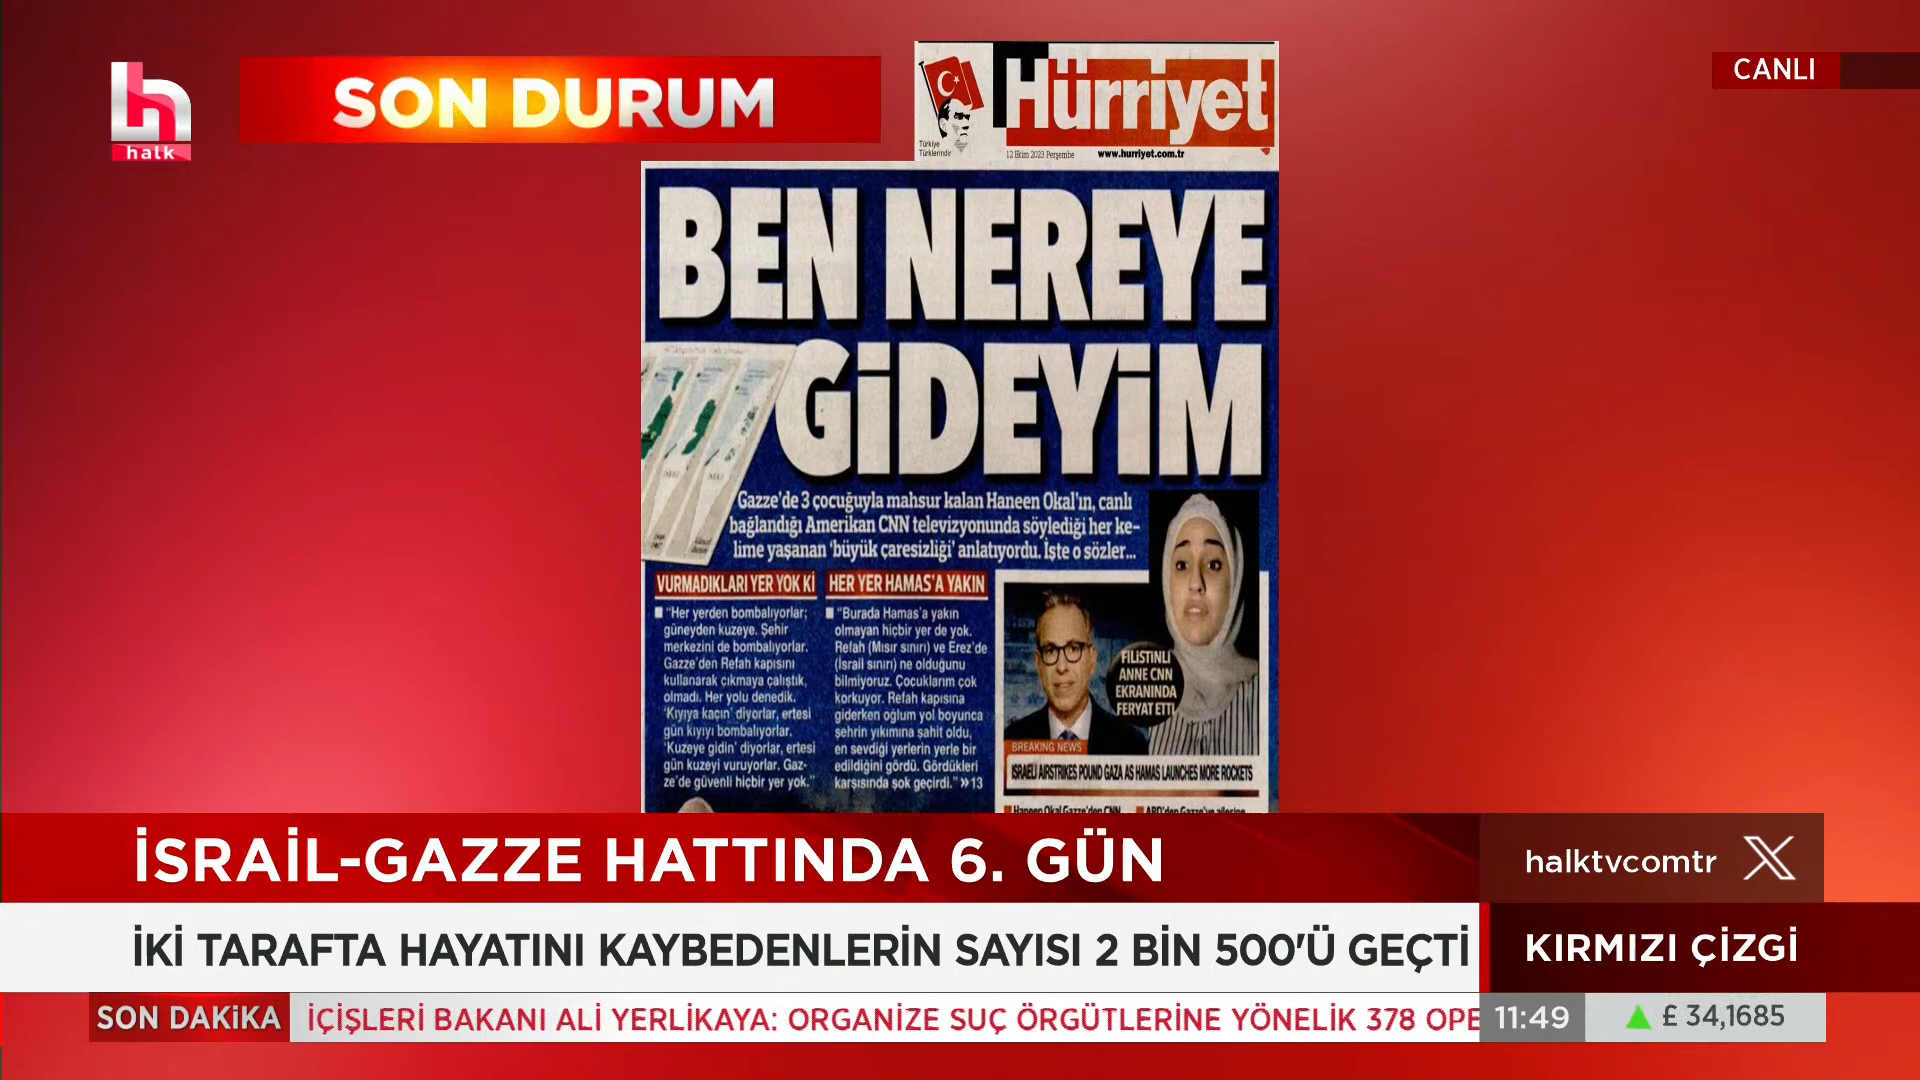 halk
SON DURUM
CANLI
Türkiye
Türklerindir
Hürriyet
12 Ekim 2023 Perşembe
www.hurriyet.com.tr
BEN NEREYE
GİDEYİM
Gazze'de 3 çocuğuyla mahsur kalan Haneen Okal'ın, canlı
bağlandığı Amerikan CNN televizyonunda söylediği her ke-
lime yaşanan 'büyük çaresizliği' anlatıyordu. İşte o sözler...
VURMADIKLARI YER YOK Kİ
"Her yerden bombalıyorlar;
güneyden kuzeye. Şehir
merkezini de bombalıyorlar.
Gazze'den Refah kapısını
kullanarak çıkmaya çalıştık,
olmadı. Her yolu denedik.
'Kıyıya kaçın' diyorlar, ertesi
gün kıyıyı bombalıyorlar.
'Kuzeye gidin' diyorlar, ertesi
gün kuzeyi vuruyorlar. Gaz-
ze'de güvenli hiçbir yer yok."
HER YER HAMAS'A YAKIN
"Burada Hamas'a yakın
olmayan hiçbir yer de yok.
Refah (Mısır sınırı) ve Erez'de
(İsrail sınırı) ne olduğunu
bilmiyoruz. Çocuklarım çok
korkuyor. Refah kapısına
giderken oğlum yol boyunca
şehrin yıkımına şahit oldu,
en sevdiği yerlerin yerle bir
edildiğini gördü. Gördükleri
karşısında şok geçirdi." »13
FİLİSTİNLİ
ANNE CNN
EKRANINDA
FERYAT ETTİ
BREAKING NEWS
ISRAELI AIRSTRIKES POUND GAZA AS HAMAS LAUNCHES MORE ROCKETS
Haneen Okal Gazze'den CNN
ABD'den Gazze'ye ailesine
İSRAİL-GAZZE HATTINDA 6. GÜN
halktvcomtr
İKİ TARAFTA HAYATINI KAYBEDENLERİN SAYISI 2 BİN 500'Ü GEÇTİ
KIRMIZI ÇİZGİ
SON DAKİKA
İÇİŞLERİ BAKANI ALİ YERLİKAYA: ORGANİZE SUÇ ÖRGÜTLERİNE YÖNELİK 378 OPE
11:49
£ 34,1685